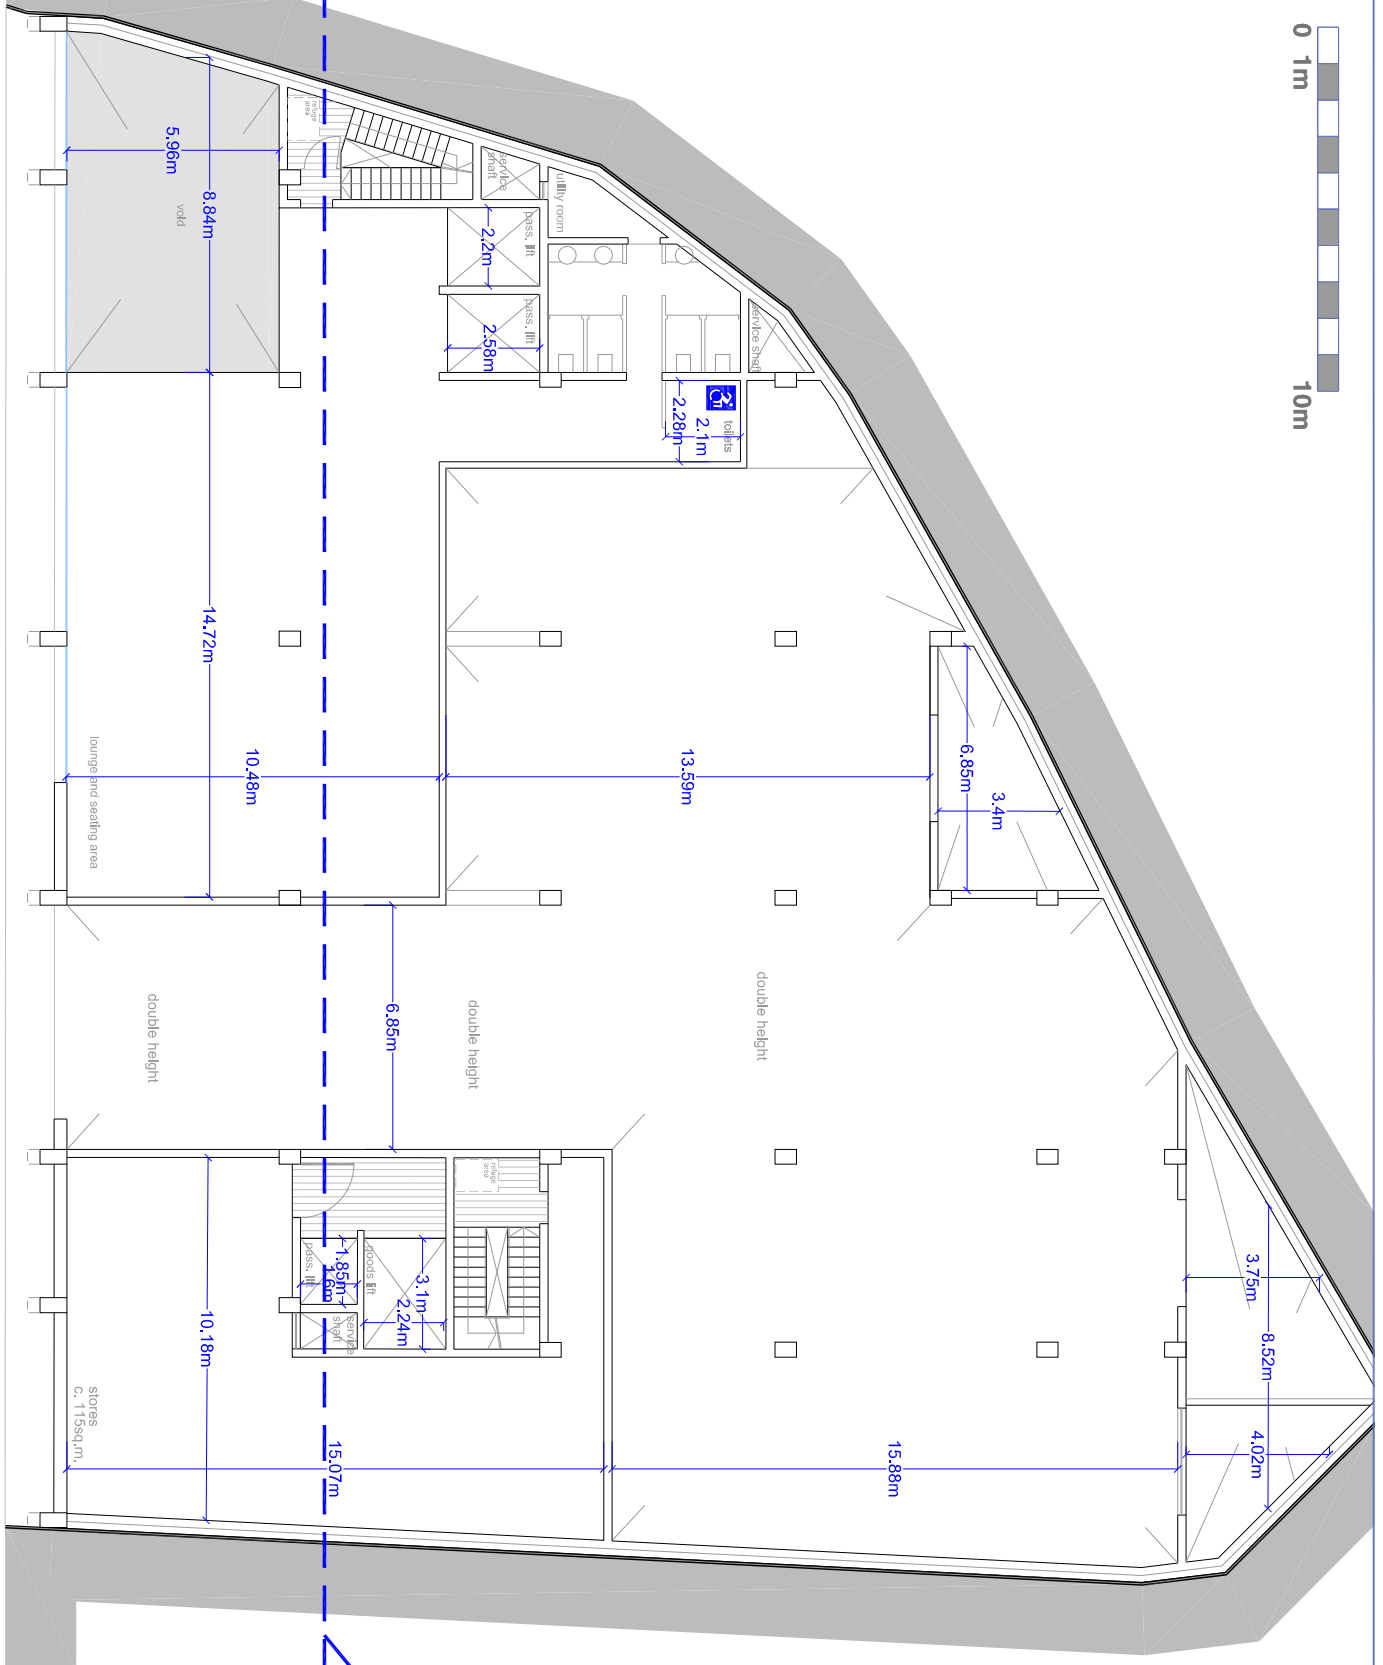 0 1m
10m
refuge
area
service
shaft
utility room
5.96m
8.84m
void
pass. lift
2.2m
pass. lift
2.58m
service shaft
toilets
2.1m
2.28m
14.72m
lounge and seating area
10.48m
13.59m
6.85m
3.4m
double height
double height
double height
6.85m
refuge
area
pass. lift
1.85m
1.6m
goods lift
3.1m
2.24m
service
shaft
10.18m
stores
c. 115sq.m.
15.07m
15.88m
3.75m
8.52m
4.02m